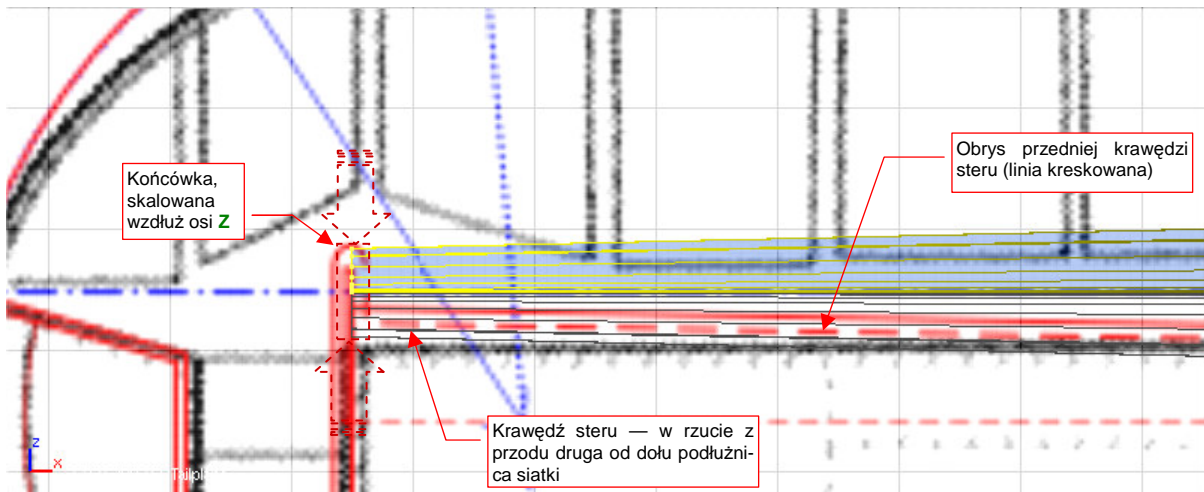 Obrys przedniej krawędzi
steru (linia kreskowana)
Końcówka,
skalowana
wzdłuż osi Z
Krawędź steru — w rzucie z
przodu druga od dołu podłużni-
ca siatki
z
x